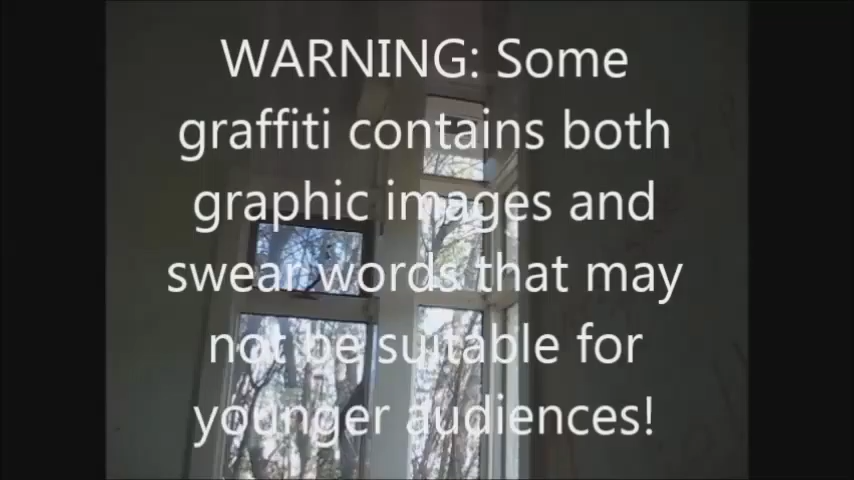 WARNING: Some
graffiti contains both
graphic images and
swear words that may
not be suitable for
younger audiences!